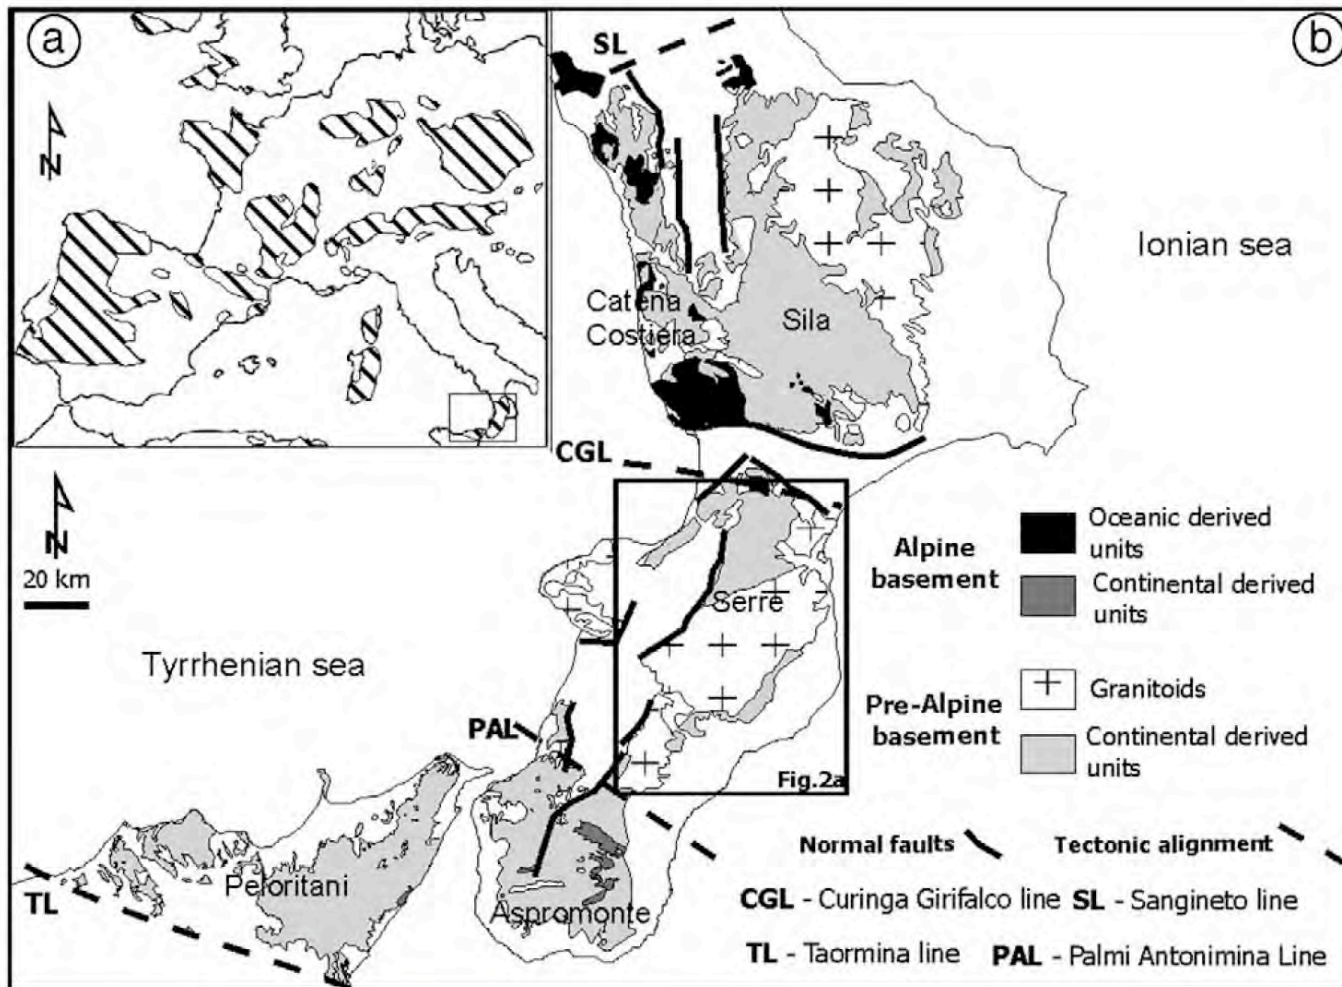 a
b
N
SL
Ionian sea
Catena
Costiera
Sila
CGL
N
20 km
Alpine
basement
Oceanic derived
units
Continental derived
units
Serre
Tyrrhenian sea
Pre-Alpine
basement
Granitoids
Continental derived
units
PAL
Fig.2a
Normal faults
Tectonic alignment
Peloritani
TL
Aspromonte
CGL - Curinga Girifalco line SL - Sangineto line
TL - Taormina line PAL - Palmi Antonimina Line